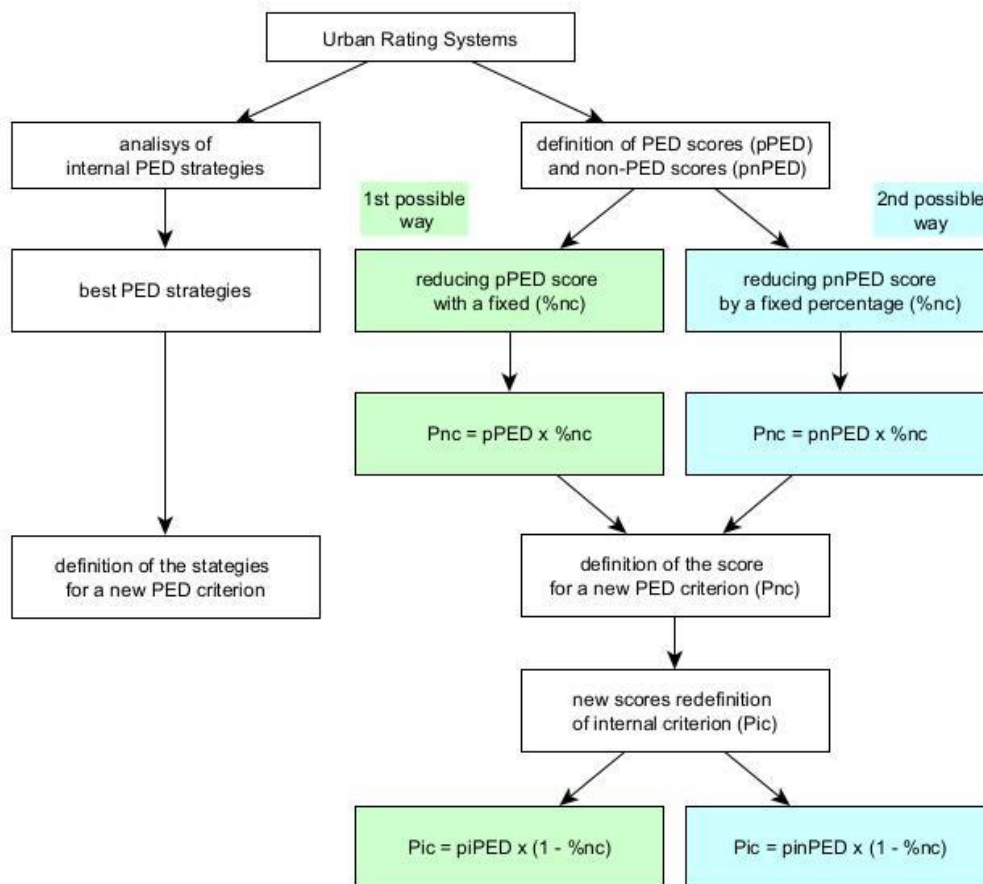 Urban Rating Systems
analisys of
internal PED strategies
definition of PED scores (pPED)
and non-PED scores (pnPED)
1st possible
way
2nd possible
way
best PED strategies
reducing pPED score
with a fixed (%nc)
reducing pnPED score
by a fixed percentage (%nc)
Pnc = pPED x %nc
Pnc = pnPED x %nc
definition of the stategies
for a new PED criterion
definition of the score
for a new PED criterion (Pnc)
new scores redefinition
of internal criterion (Pic)
Pic = piPED x (1 - %nc)
Pic = pinPED x (1 - %nc)